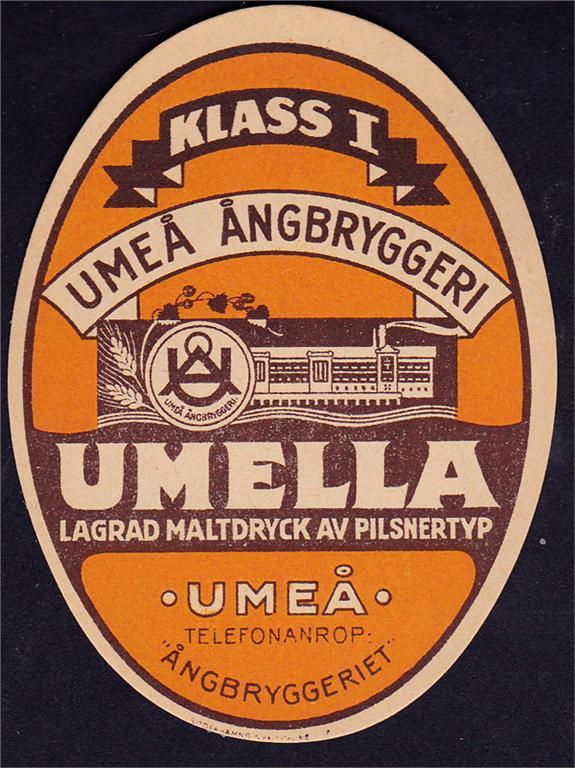 KLASS I
UMEÅ ÅNGBRYGGERI
UMEÅ ÅNGBRYGGERI.
UMELLA
LAGRAD MALTDRYCK AV PILSNERTYP
• UMEÅ •
TELEFONANROP:
"ÅNGBRYGGERIET"